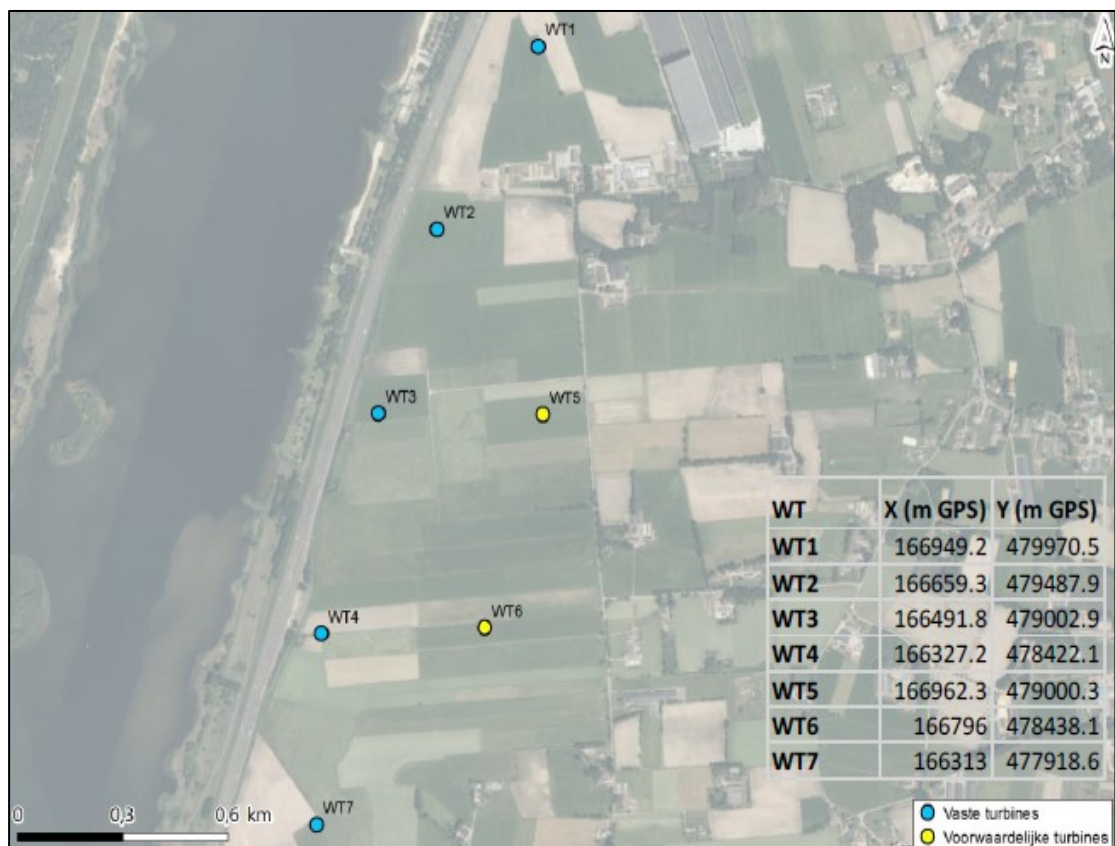 WT1
N
WT2
WT3
WT5
WT X (m GPS) Y (m GPS)
WT1 166949.2 479970.5
WT2 166659.3 479487.9
WT3 166491.8 479002.9
WT4 166327.2 478422.1
WT5 166962.3 479000.3
WT6 166796 478438.1
WT7 166313 477918.6
WT4
WT6
WT7
0 0,3 0,6 km
Vaste turbines
Voorwaardelijke turbines